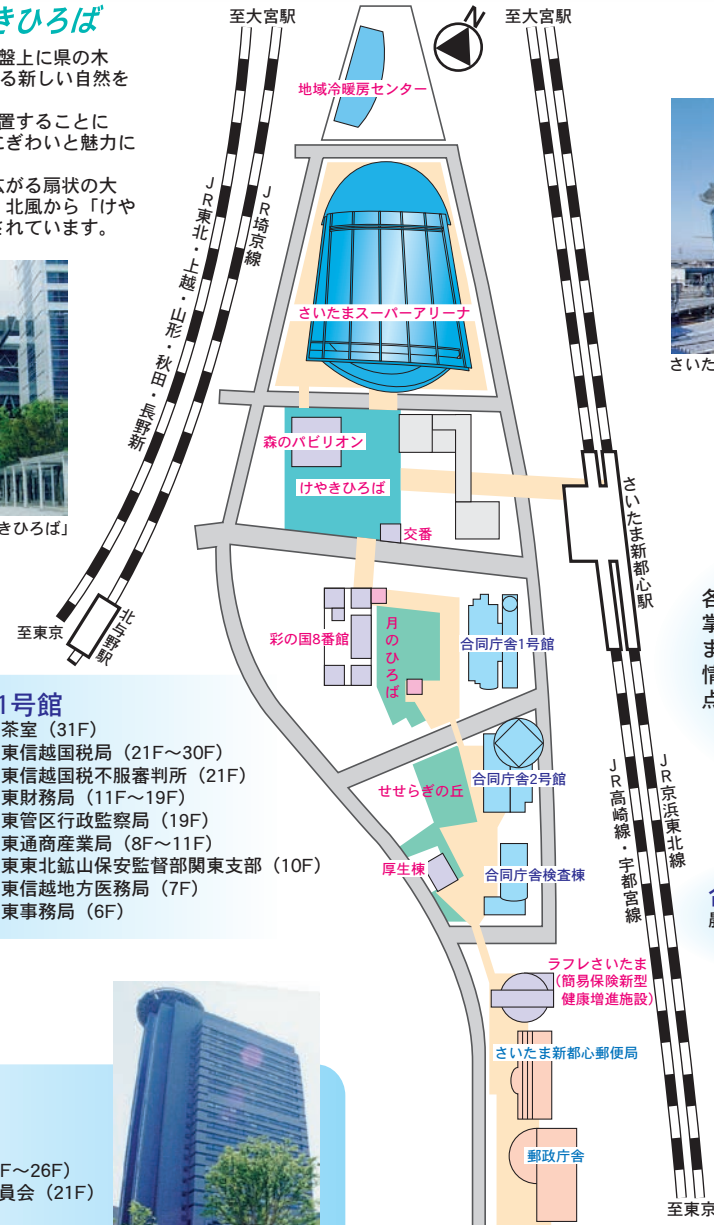 きひろば
盤上に県の木
る新しい自然を
置することに
にぎわいと魅力に
広がる扇状の大
北風から「けや
されています。
きひろば」
至大宮駅
至大宮駅
N
地域冷暖房センター
JR埼京線
JR東北・上越・山形・秋田・長野新
さいたまスーパーアリーナ
さいた
森のパビリオン
けやきひろば
交番
さいたま新都心駅
北与野駅
至東京
彩の国8番館
月のひろば
合同庁舎1号館
合同庁舎2号館
せせらぎの丘
厚生棟
合同庁舎検査棟
JR京浜東北線
JR高崎線・宇都宮線
ラフレさいたま
(簡易保険新型
健康増進施設)
さいたま新都心郵便局
郵政庁舎
至東京
1号館
茶室(31F)
東信越国税局(21F〜30F)
東信越国税不服審判所(21F)
東財務局(11F〜19F)
東管区行政監察局(19F)
東通商産業局(8F〜11F)
東東北鉱山保安監督部関東支部(10F)
東信越地方医務局(7F)
東事務局(6F)
F〜26F)
員会(21F)
各
掌
ま
情
点